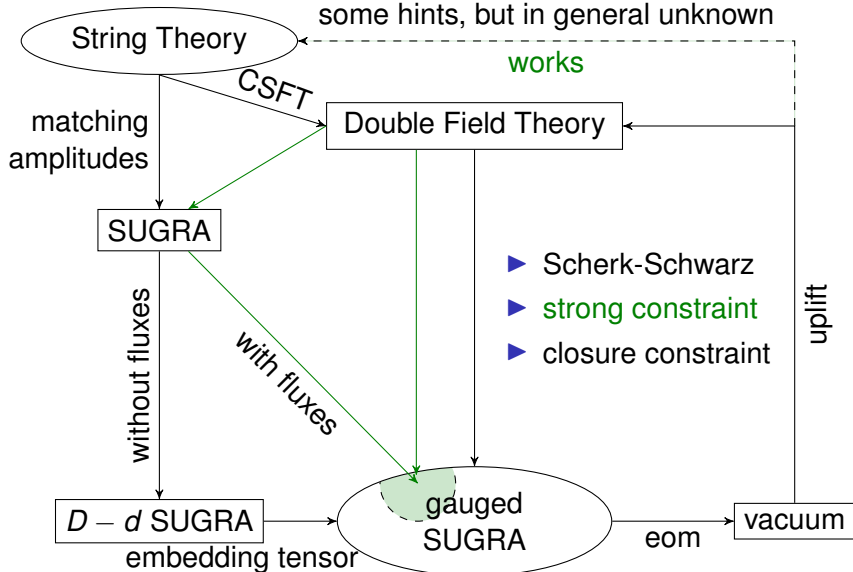 some hints, but in general unknown
String Theory
works
CSFT
matching
amplitudes
Double Field Theory
SUGRA
Scherk-Schwarz
strong constraint
closure constraint
uplift
without fluxes
with fluxes
D − d SUGRA
embedding tensor
gauged
SUGRA
eom
vacuum